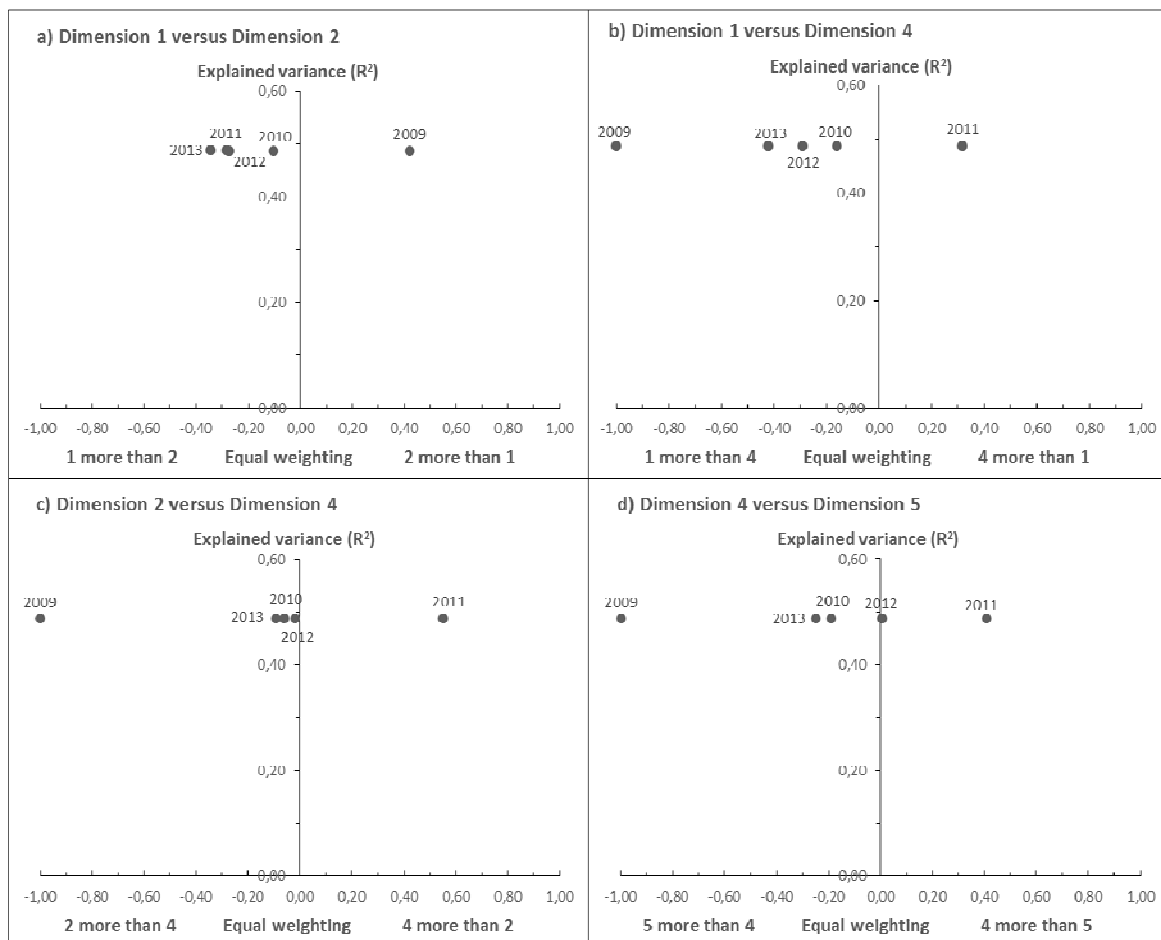 a) Dimension 1 versus Dimension 2
Explained variance (R²)
0,60
2011
2010
2009
2013
2012
0,40
0,20
0,00
-1,00 -0,80 -0,60 -0,40 -0,20 0,00 0,20 0,40 0,60 0,80 1,00
1 more than 2 Equal weighting 2 more than 1
b) Dimension 1 versus Dimension 4
Explained variance (R²)
0,60
2009
2013
2010
2011
2012
0,40
0,20
0,00
-1,00 -0,80 -0,60 -0,40 -0,20 0,00 0,20 0,40 0,60 0,80 1,00
1 more than 4 Equal weighting 4 more than 1
c) Dimension 2 versus Dimension 4
Explained variance (R²)
0,60
2009
2010
2011
2013
2012
0,40
0,20
0,00
-1,00 -0,80 -0,60 -0,40 -0,20 0,00 0,20 0,40 0,60 0,80 1,00
2 more than 4 Equal weighting 4 more than 2
d) Dimension 4 versus Dimension 5
Explained variance (R²)
0,60
2009
2010
2012
2011
2013
0,40
0,20
0,00
-1,00 -0,80 -0,60 -0,40 -0,20 0,00 0,20 0,40 0,60 0,80 1,00
5 more than 4 Equal weighting 4 more than 5